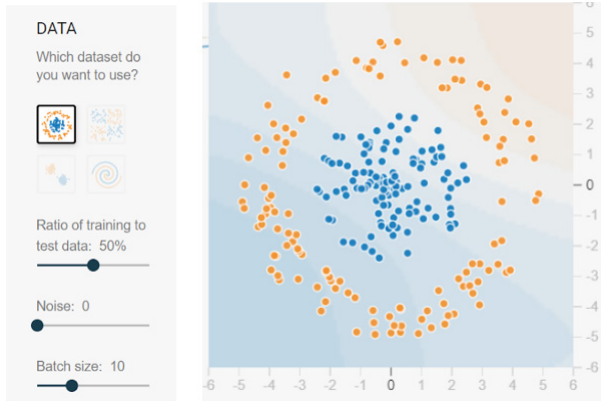 DATA
Which dataset do
you want to use?
Ratio of training to
test data: 50%
Noise: 0
Batch size: 10
6
5
4
3
2
1
0
-1
-2
-3
-4
-5
-6
-6 -5 -4 -3 -2 -1 0 1 2 3 4 5 6